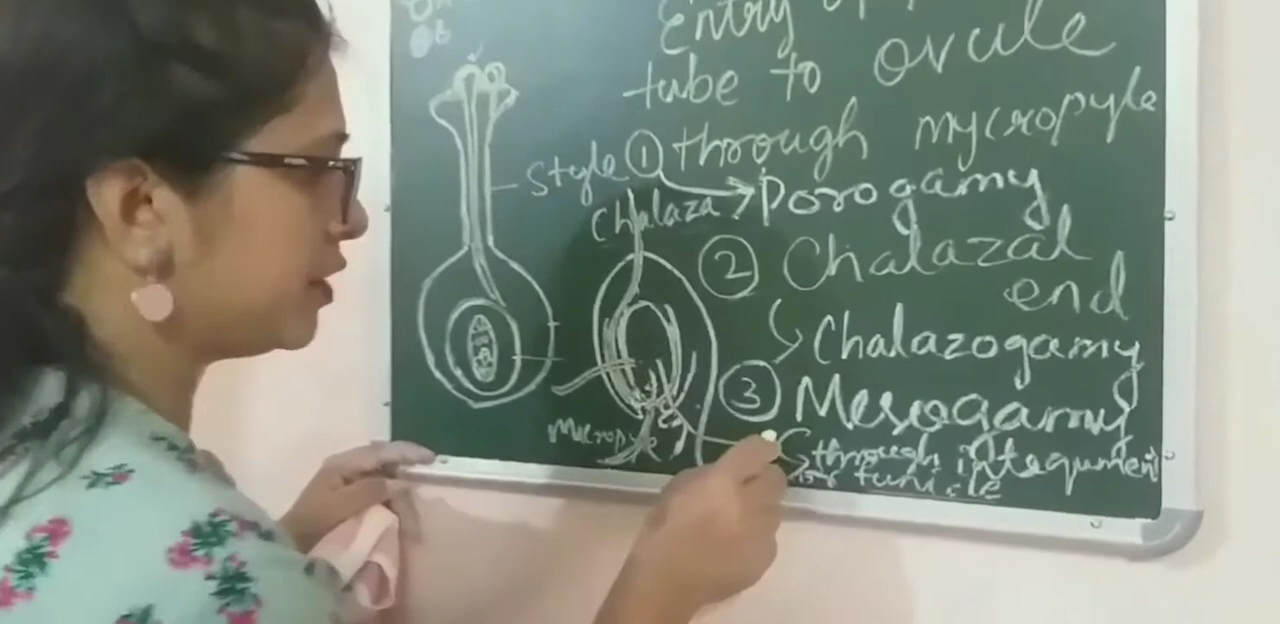 Entry
tube to ovule
Style ① through mycropyle
Chalaza Porogamy
② Chalazal
end
Chalazogamy
③ Mesogamy
Micropyle through integument
or funicle